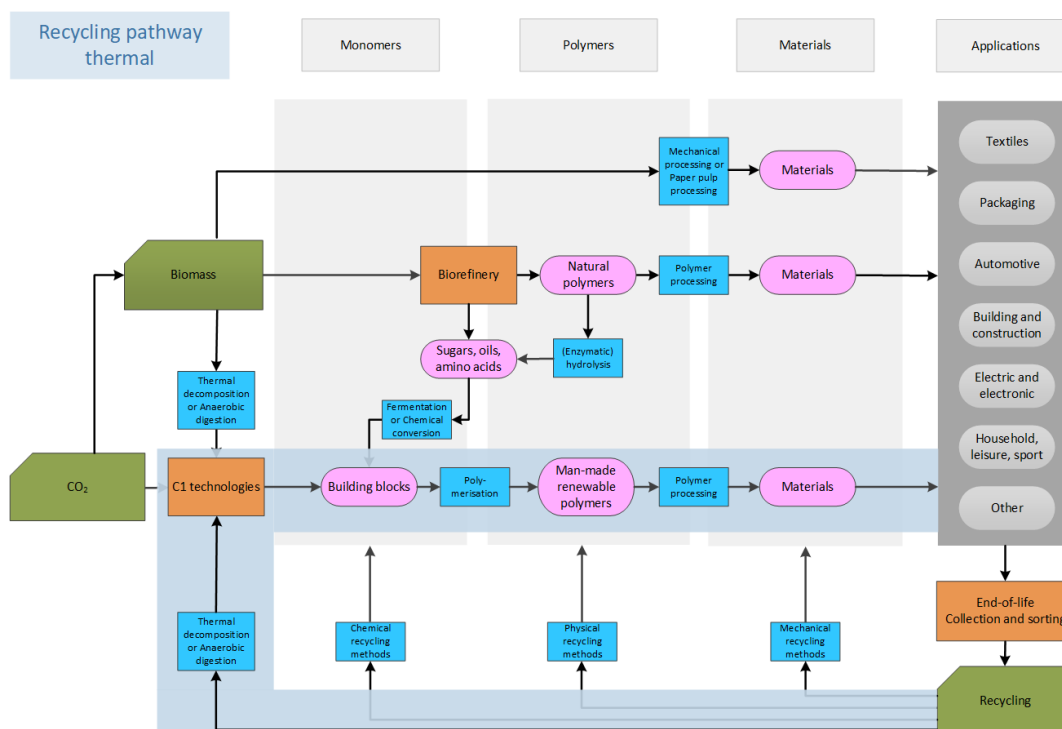 Recycling pathway
thermal
Monomers
Polymers
Materials
Applications
Mechanical
processing or
Paper pulp
processing
Materials
Textiles
Packaging
Biomass
Biorefinery
Natural
polymers
Polymer
processing
Materials
Automotive
Building and
construction
Sugars, oils,
amino acids
(Enzymatic)
hydrolysis
Thermal
decomposition
or Anaerobic
digestion
Fermentation
or Chemical
conversion
Electric and
electronic
Household,
leisure, sport
CO₂
C1 technologies
Building blocks
Poly-
merisation
Man-made
renewable
polymers
Polymer
processing
Materials
Other
Thermal
decomposition
or Anaerobic
digestion
Chemical
recycling
methods
Physical
recycling
methods
Mechanical
recycling
methods
End-of-life
Collection and sorting
Recycling